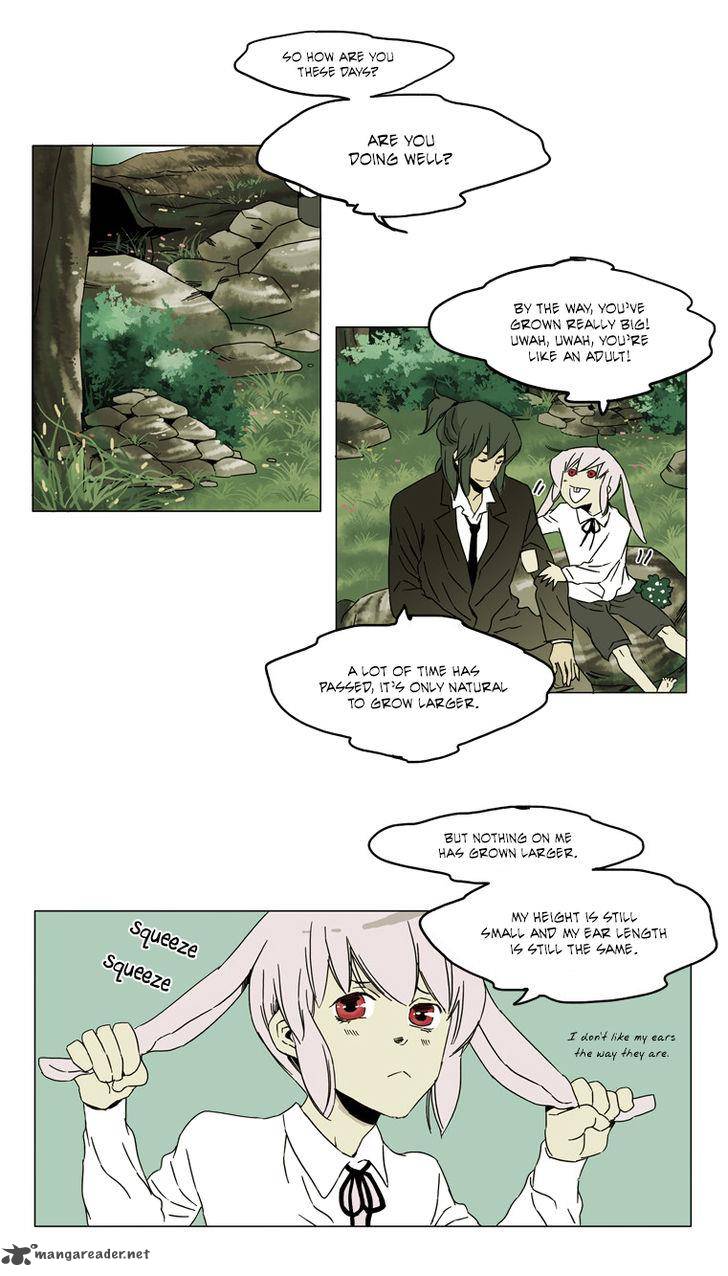 SO HOW ARE YOU
THESE DAYS?
ARE YOU
DOING WELL?
BY THE WAY, YOU'VE
GROWN REALLY BIG!
UWAH, UWAH, YOU'RE
LIKE AN ADULT!
A LOT OF TIME HAS
PASSED, IT'S ONLY NATURAL
TO GROW LARGER.
BUT NOTHING ON ME
HAS GROWN LARGER.
MY HEIGHT IS STILL
SMALL AND MY EAR LENGTH
IS STILL THE SAME.
squeeze
squeeze
I don't like my ears
the way they are.
mangareader.net